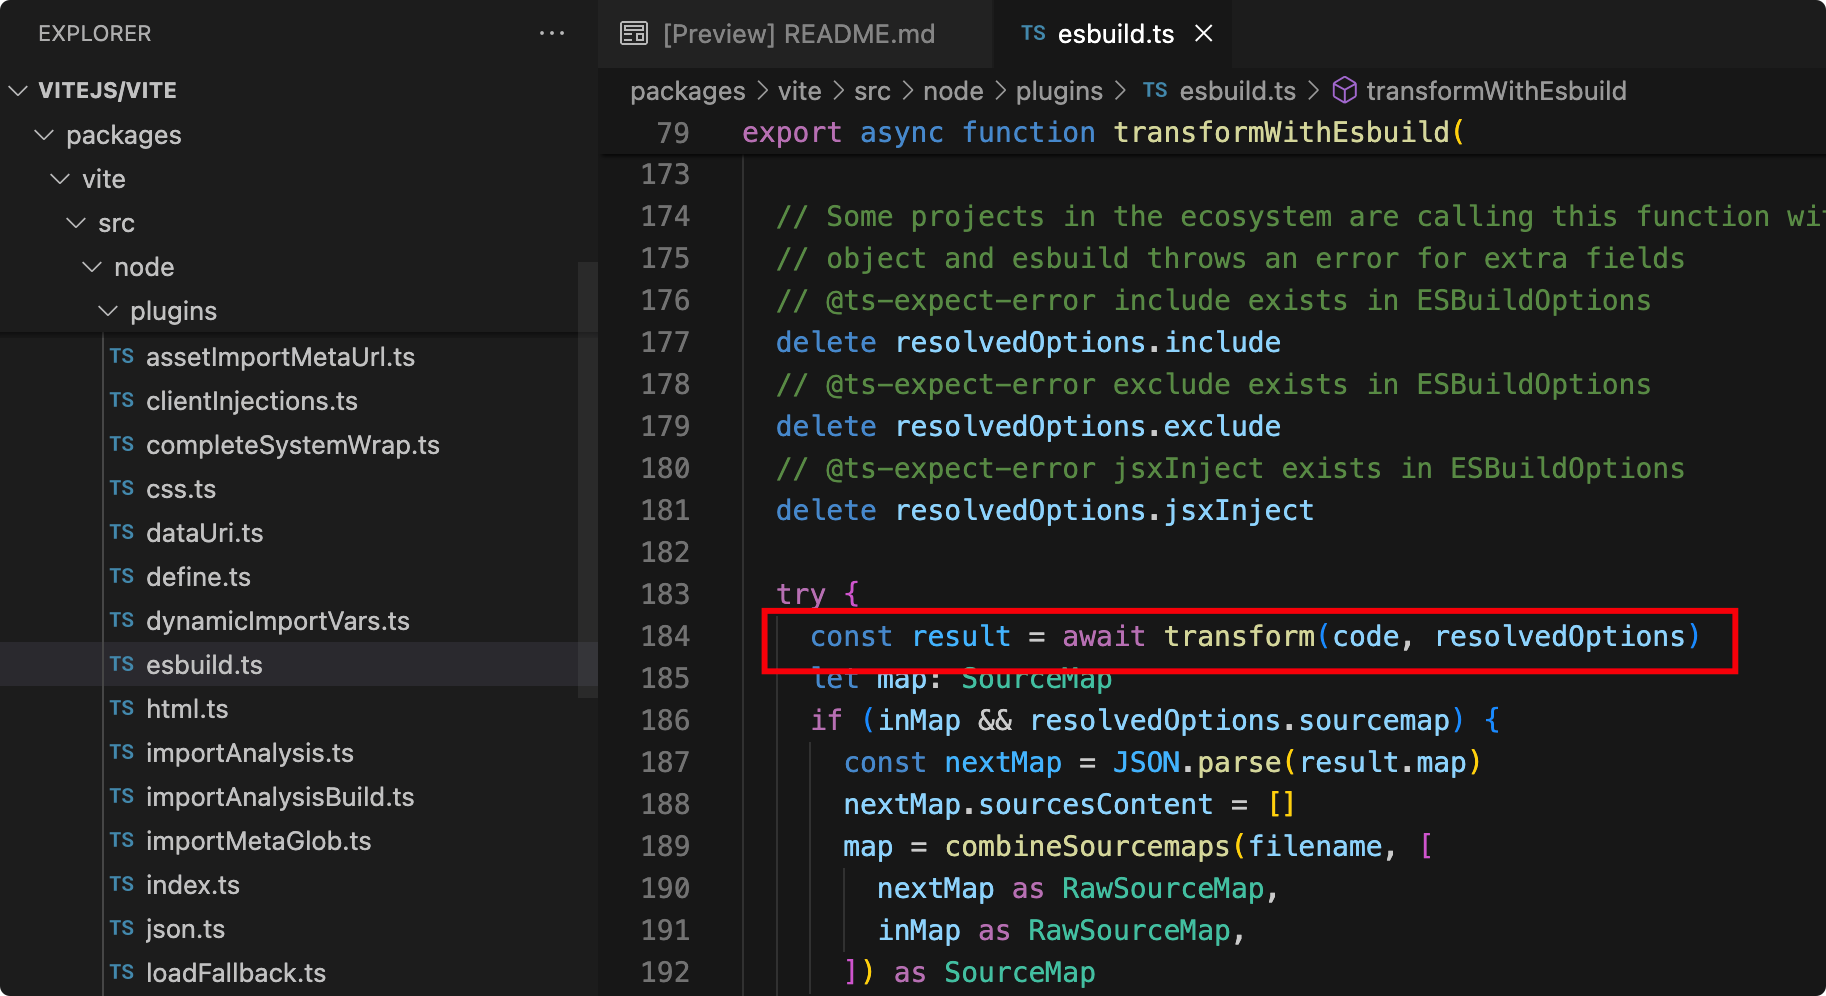 EXPLORER
VITEJS/VITE
packages
vite
src
node
plugins
TS assetImportMetaUrl.ts
TS clientInjections.ts
TS completeSystemWrap.ts
TS css.ts
TS dataUri.ts
TS define.ts
TS dynamicImportVars.ts
TS esbuild.ts
TS html.ts
TS importAnalysis.ts
TS importAnalysisBuild.ts
TS importMetaGlob.ts
TS index.ts
TS json.ts
TS loadFallback.ts
[Preview] README.md
TS esbuild.ts
packages > vite > src > node > plugins > TS esbuild.ts > transformWithEsbuild
79 export async function transformWithEsbuild(
173
174 // Some projects in the ecosystem are calling this function wi
175 // object and esbuild throws an error for extra fields
176 // @ts-expect-error include exists in ESBuildOptions
177 delete resolvedOptions.include
178 // @ts-expect-error exclude exists in ESBuildOptions
179 delete resolvedOptions.exclude
180 // @ts-expect-error jsxInject exists in ESBuildOptions
181 delete resolvedOptions.jsxInject
182
183 try {
184 const result = await transform(code, resolvedOptions)
185 let map: SourceMap
186 if (inMap && resolvedOptions.sourcemap) {
187 const nextMap = JSON.parse(result.map)
188 nextMap.sourcesContent = []
189 map = combineSourcemaps(filename, [
190 nextMap as RawSourceMap,
191 inMap as RawSourceMap,
192 ]) as SourceMap